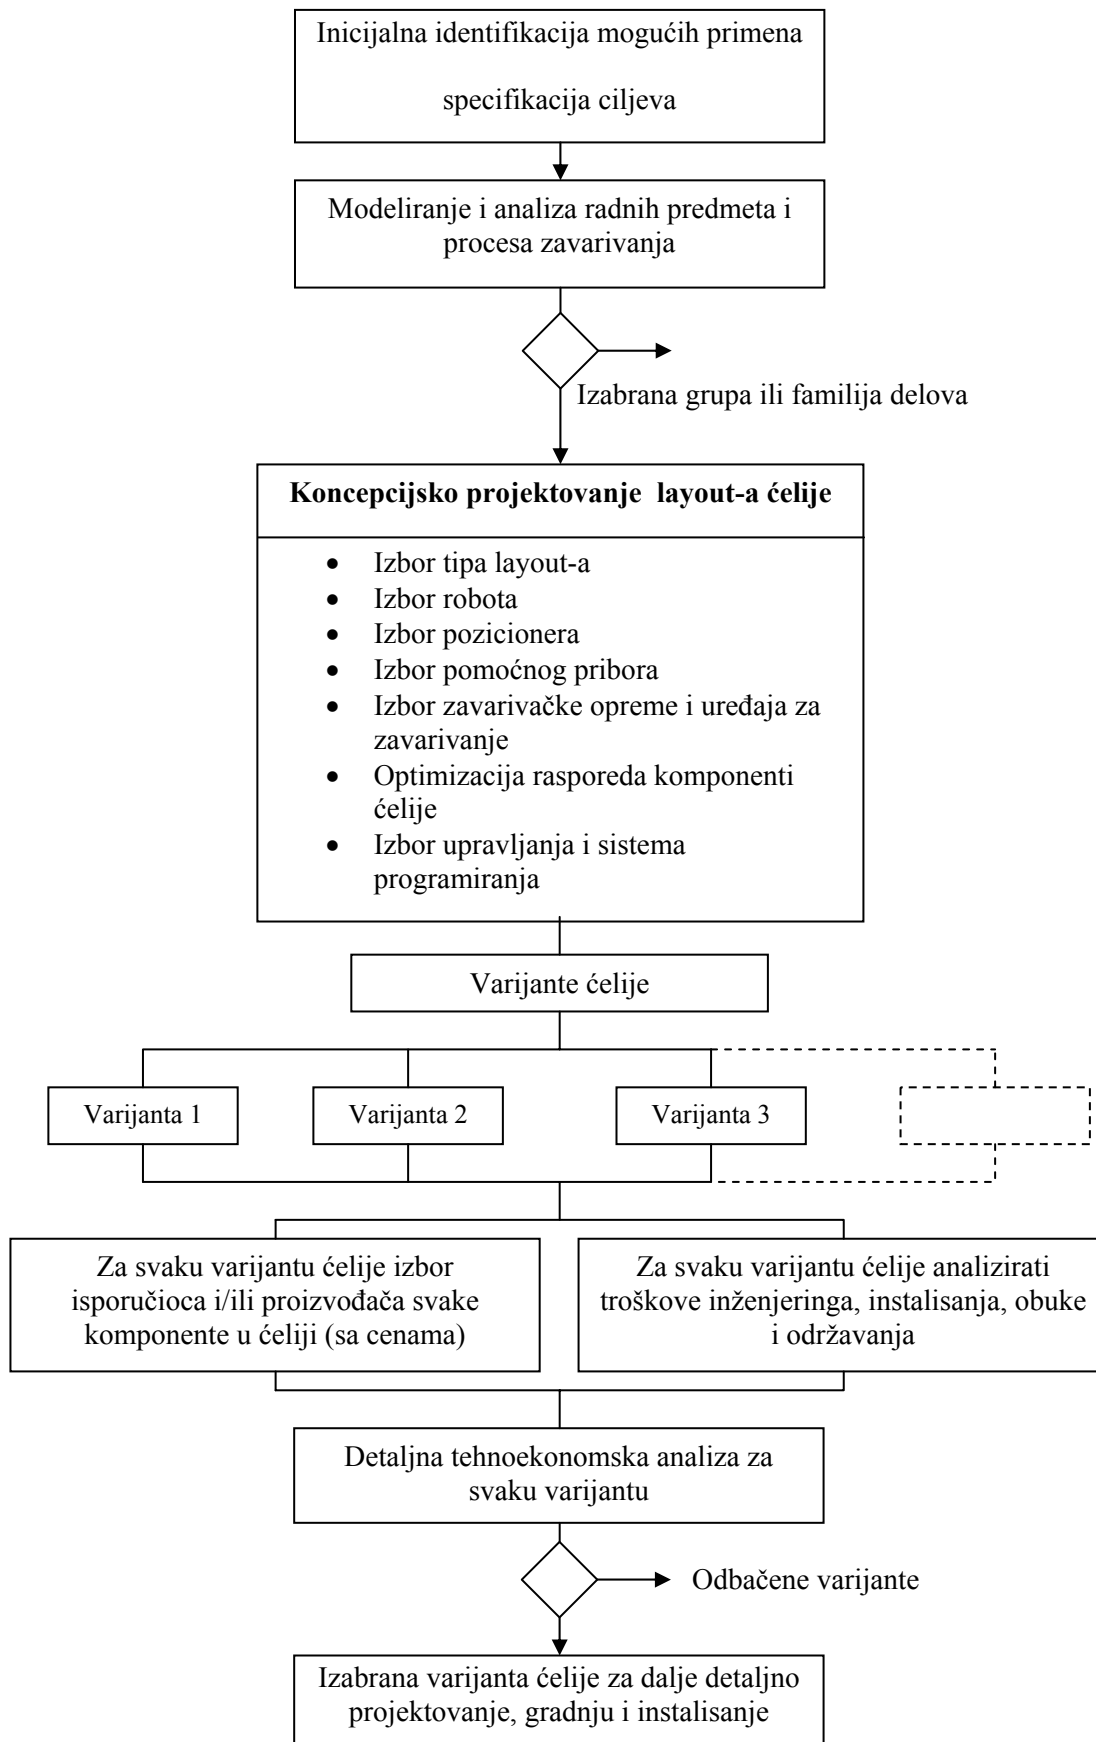 Inicijalna identifikacija mogućih primena
specifikacija ciljeva
Modeliranje i analiza radnih predmeta i
procesa zavarivanja
Izabrana grupa ili familija delova
Koncepcijsko projektovanje layout-a ćelije
• Izbor tipa layout-a
• Izbor robota
• Izbor pozicionera
• Izbor pomoćnog pribora
• Izbor zavarivačke opreme i uređaja za
zavarivanje
• Optimizacija rasporeda komponenti
ćelije
• Izbor upravljanja i sistema
programiranja
Varijante ćelije
Varijanta 1
Varijanta 2
Varijanta 3
Za svaku varijantu ćelije izbor
isporučioca i/ili proizvođača svake
komponente u ćeliji (sa cenama)
Za svaku varijantu ćelije analizirati
troškove inženjeringa, instalisanja, obuke
i održavanja
Detaljna tehnoekonomska analiza za
svaku varijantu
Odbačene varijante
Izabrana varijanta ćelije za dalje detaljno
projektovanje, gradnju i instalisanje